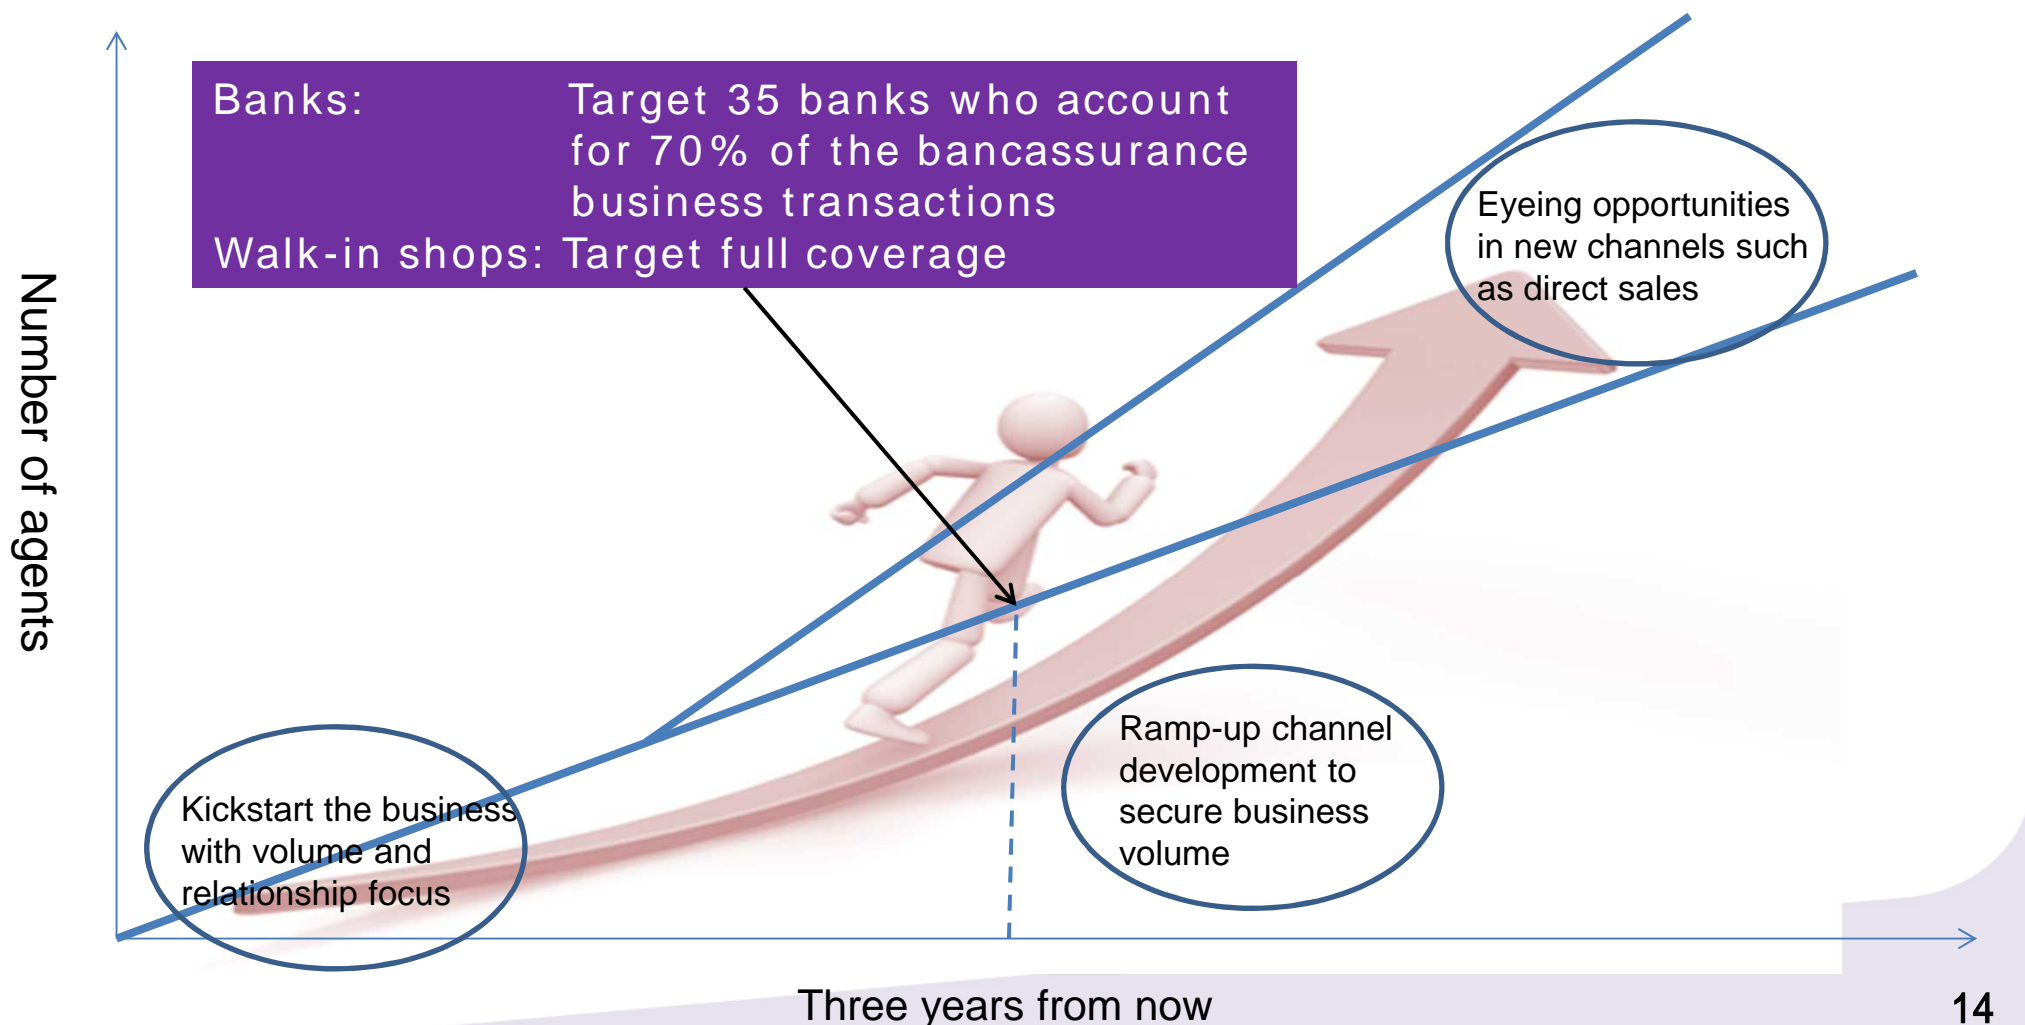 Banks: Target 35 banks who account
for 70% of the bancassurance
business transactions
Walk-in shops: Target full coverage
Eyeing opportunities
in new channels such
as direct sales
Number of agents
Ramp-up channel
development to
secure business
volume
Kickstart the business
with volume and
relationship focus
Three years from now
14